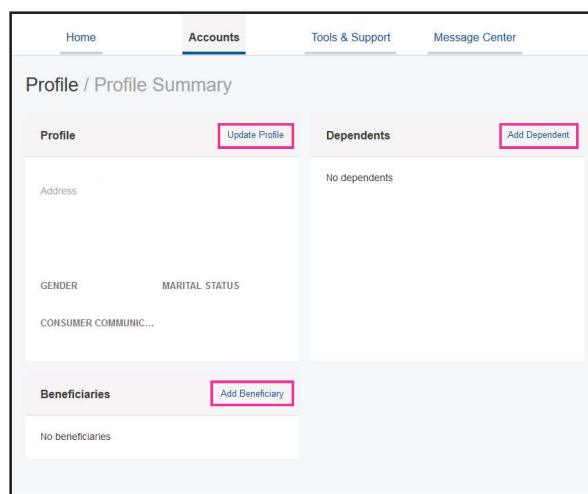 Home Accounts Tools & Support Message Center
Profile / Profile Summary
Profile Update Profile
Address
GENDER MARITAL STATUS
CONSUMER COMMUNIC...
Dependents Add Dependent
No dependents
Beneficiaries Add Beneficiary
No beneficiaries